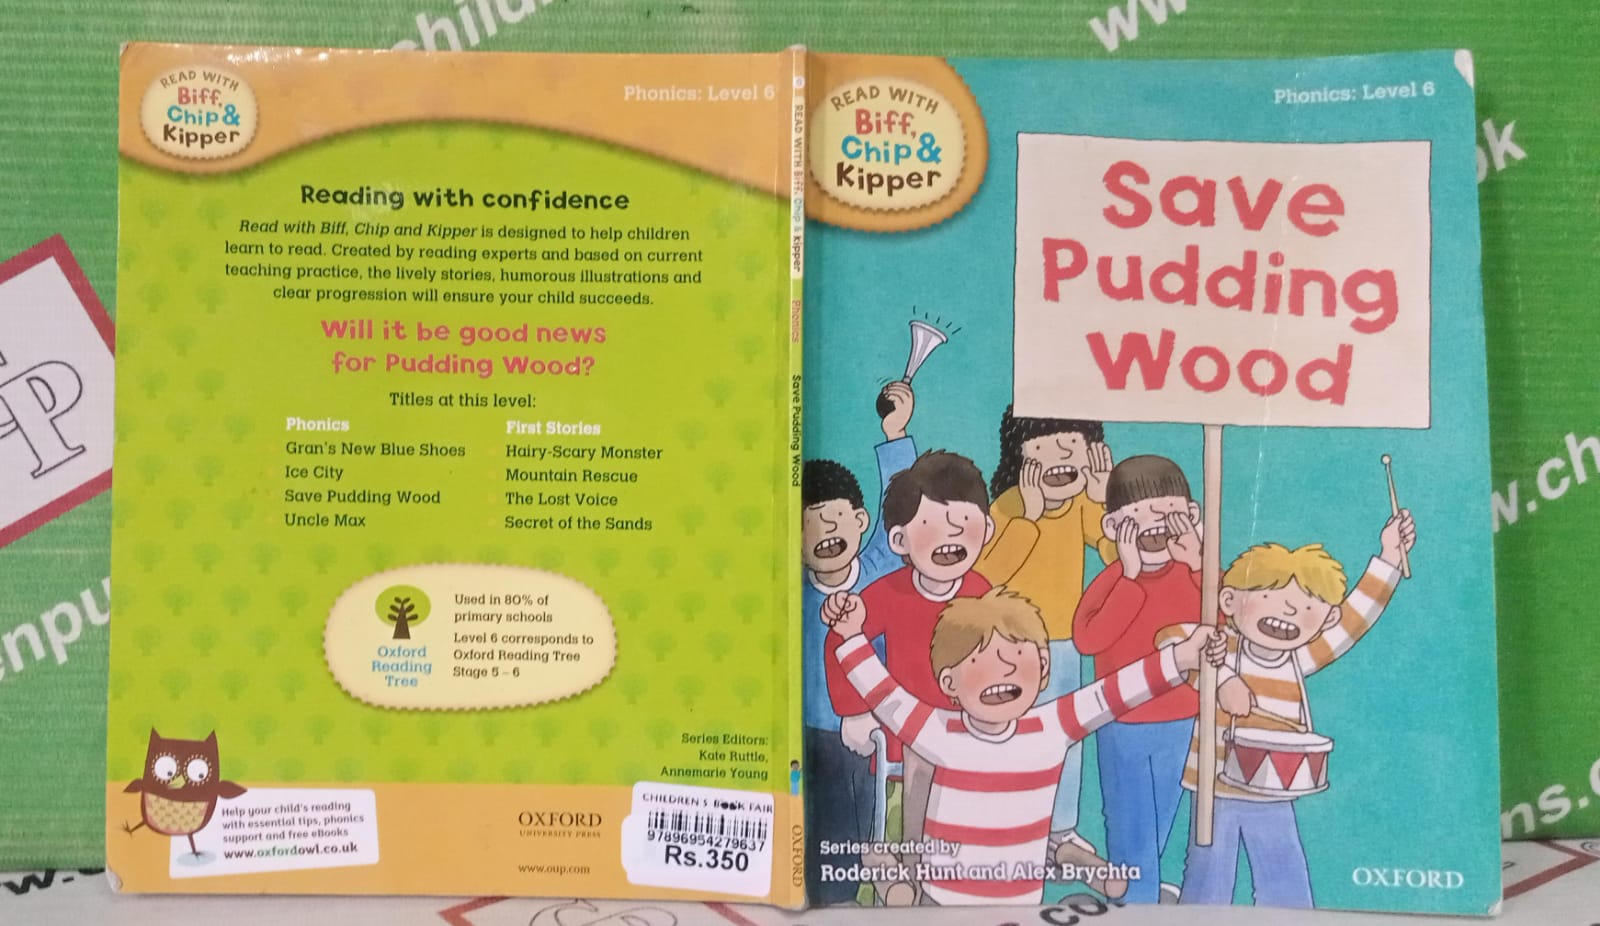 READ WITH
Biff,
Chip &
Kipper
Phonics: Level 6
Reading with confidence
Read with Biff, Chip and Kipper is designed to help children
learn to read. Created by reading experts and based on current
teaching practice, the lively stories, humorous illustrations and
clear progression will ensure your child succeeds.
Will it be good news
for Pudding Wood?
Titles at this level:
Phonics
Gran's New Blue Shoes
Ice City
Save Pudding Wood
Uncle Max
First Stories
Hairy-Scary Monster
Mountain Rescue
The Lost Voice
Secret of the Sands
Oxford
Reading
Tree
Used in 80% of
primary schools
Level 6 corresponds to
Oxford Reading Tree
Stage 5 – 6
Series Editors:
Kate Ruttle,
Annemarie Young
Help your child's reading
with essential tips, phonics
support and free eBooks
www.oxfordowl.co.uk
OXFORD
UNIVERSITY PRESS
www.oup.com
CHILDREN S BOOK FAIR
9789695427963​7
Rs.350
READ WITH Biff, Chip & Kipper Phonics Save Pudding Wood OXFORD
READ WITH
Biff,
Chip &
Kipper
Phonics: Level 6
Save
Pudding
Wood
Series created by
Roderick Hunt and Alex Brychta
OXFORD